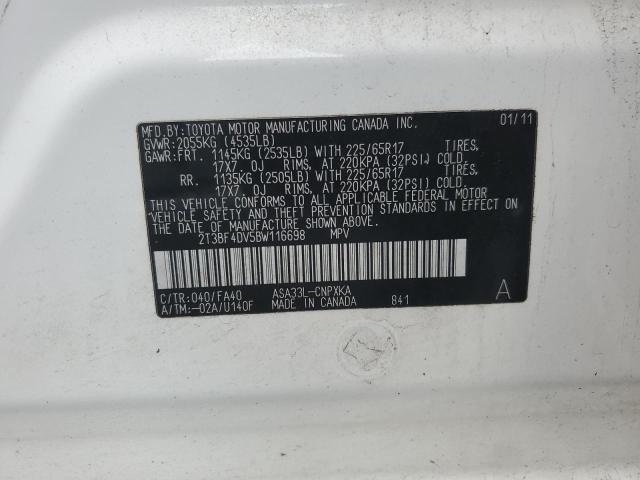 MFD.BY:TOYOTA MOTOR MANUFACTURING CANADA INC. 01/11
GVWR:2055KG (4535LB)
GAWR:FRT. 1145KG (2535LB) WITH 225/65R17 TIRES,
17X7. OJ RIMS, AT 220KPA (32PSI) COLD.
RR. 1135KG (2505LB) WITH 225/65R17 TIRES,
17X7. OJ RIMS, AT 220KPA (32PSI) COLD.
THIS VEHICLE CONFORMS TO ALL APPLICABLE FEDERAL MOTOR
VEHICLE SAFETY AND THEFT PREVENTION STANDARDS IN EFFECT ON
THE DATE OF MANUFACTURE SHOWN ABOVE.
2T3BF4DV5BW116698 MPV
C/TR:040/FA40 ASA33L-CNPXKA A
A/TM:-02A/U140F MADE IN CANADA 841